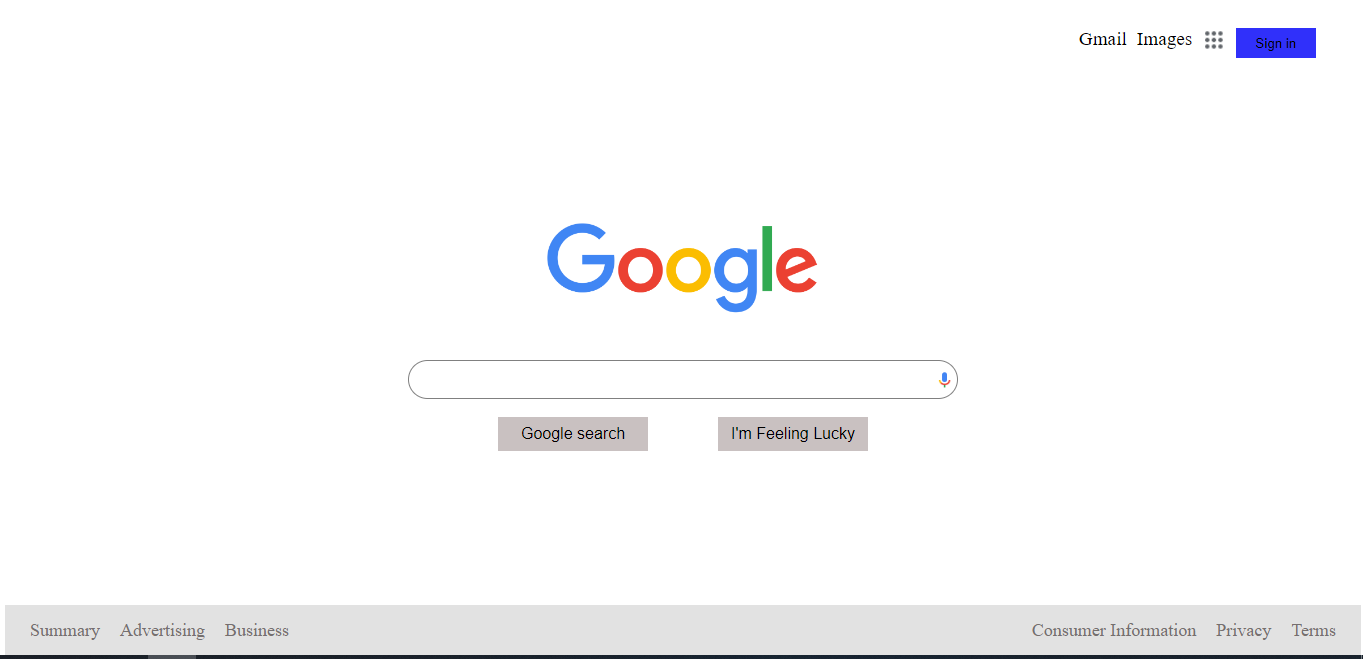 Gmail Images Sign in
Google
Google search I'm Feeling Lucky
Summary Advertising Business Consumer Information Privacy Terms